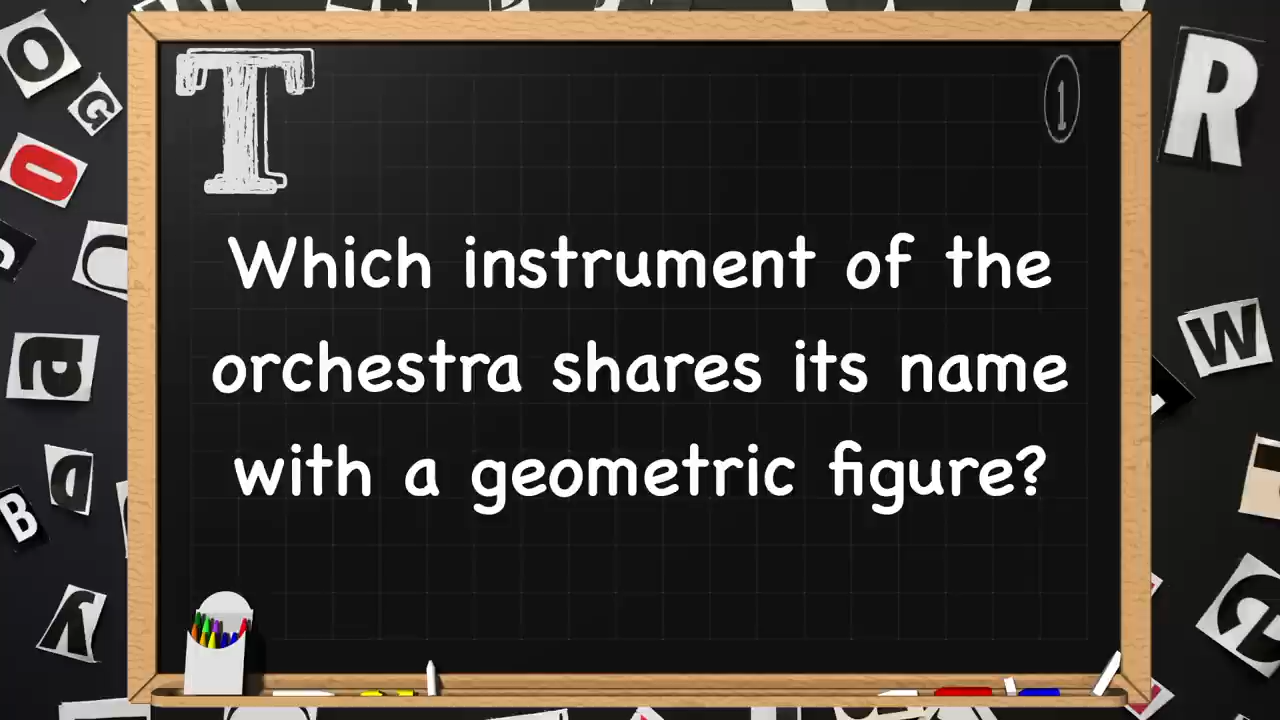 T
1
Which instrument of the
orchestra shares its name
with a geometric figure?
O
G
O
R
W
B